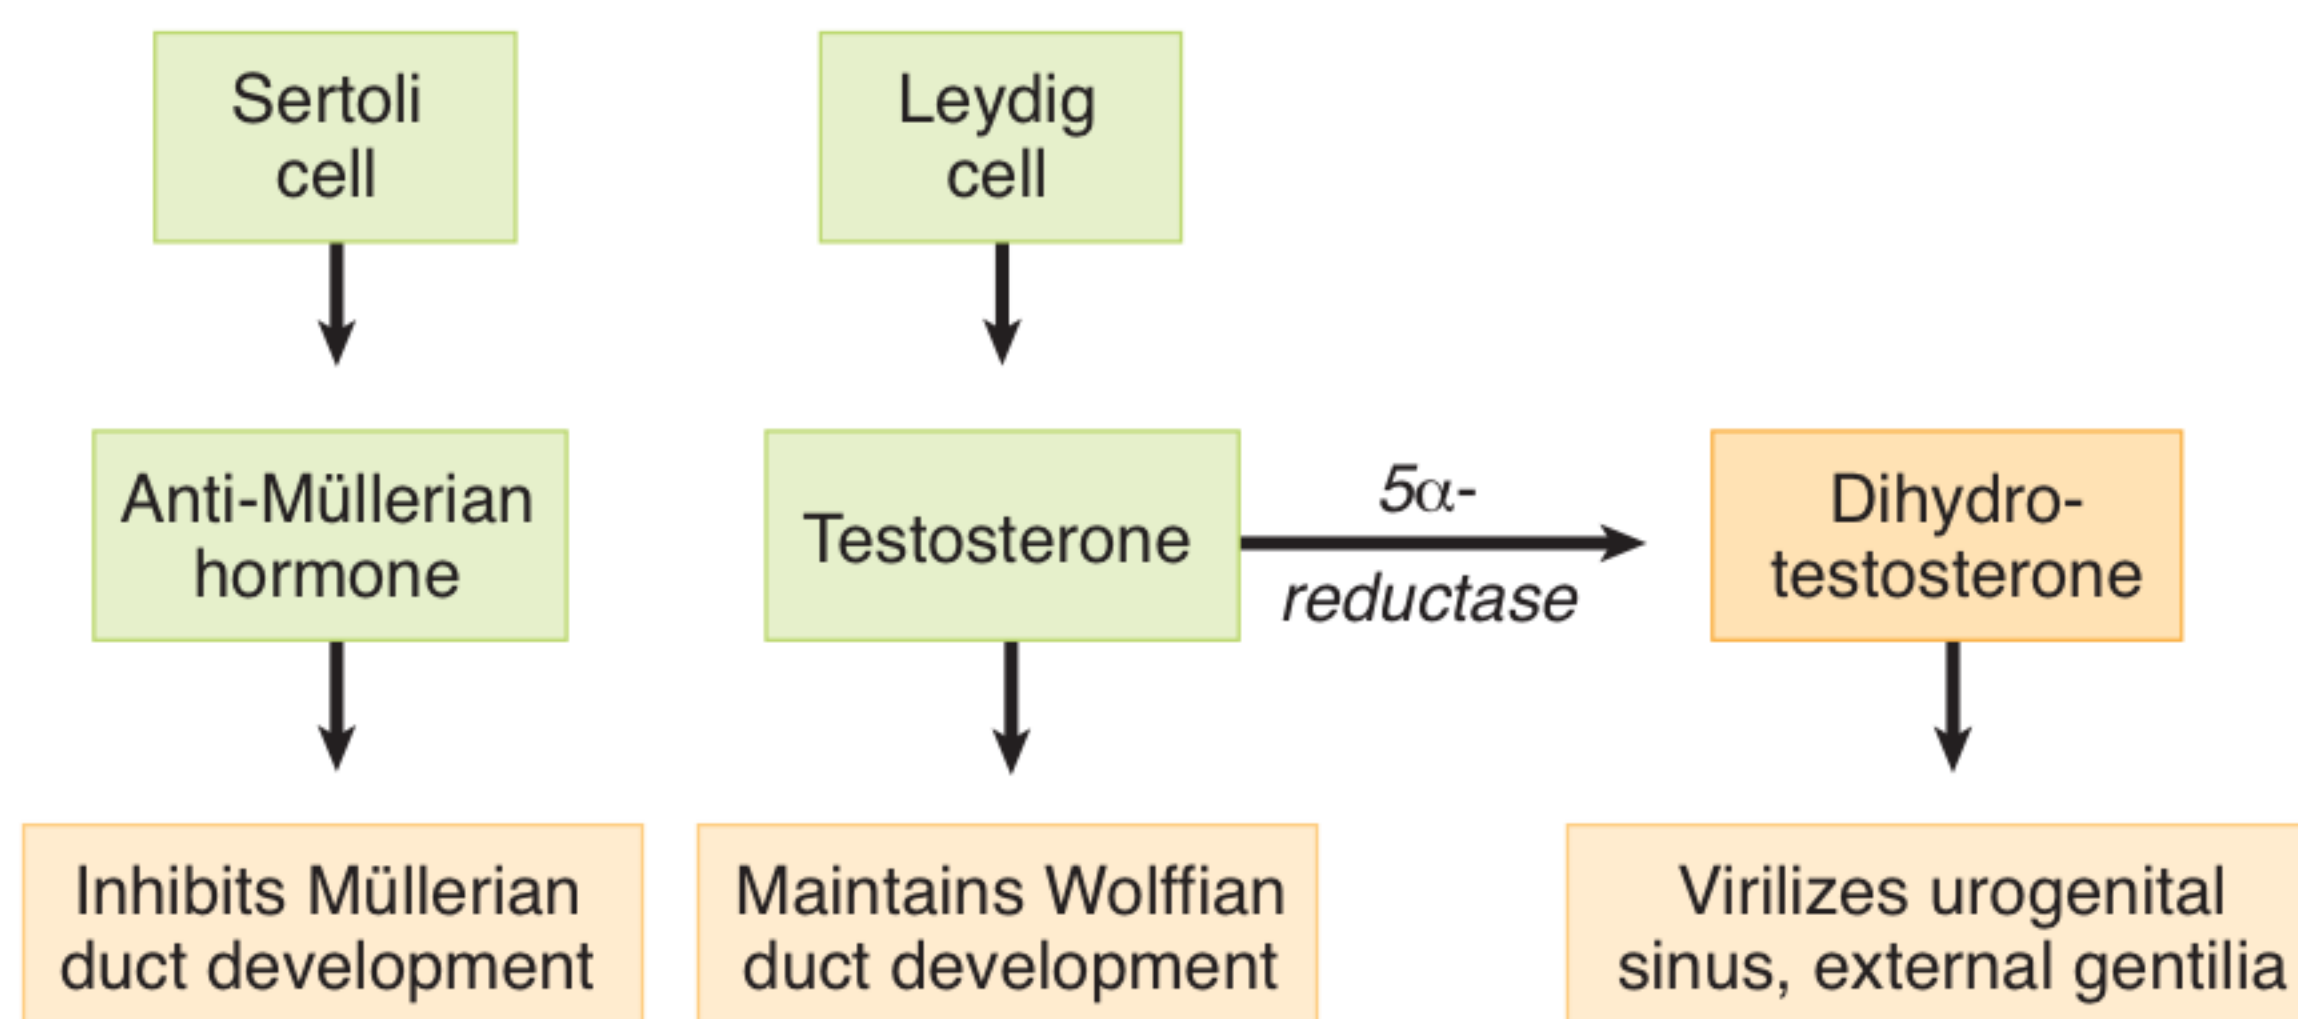 Sertoli
cell
Leydig
cell
Anti-Müllerian
hormone
Testosterone
5α-
reductase
Dihydro-
testosterone
Inhibits Müllerian
duct development
Maintains Wolffian
duct development
Virilizes urogenital
sinus, external gentilia